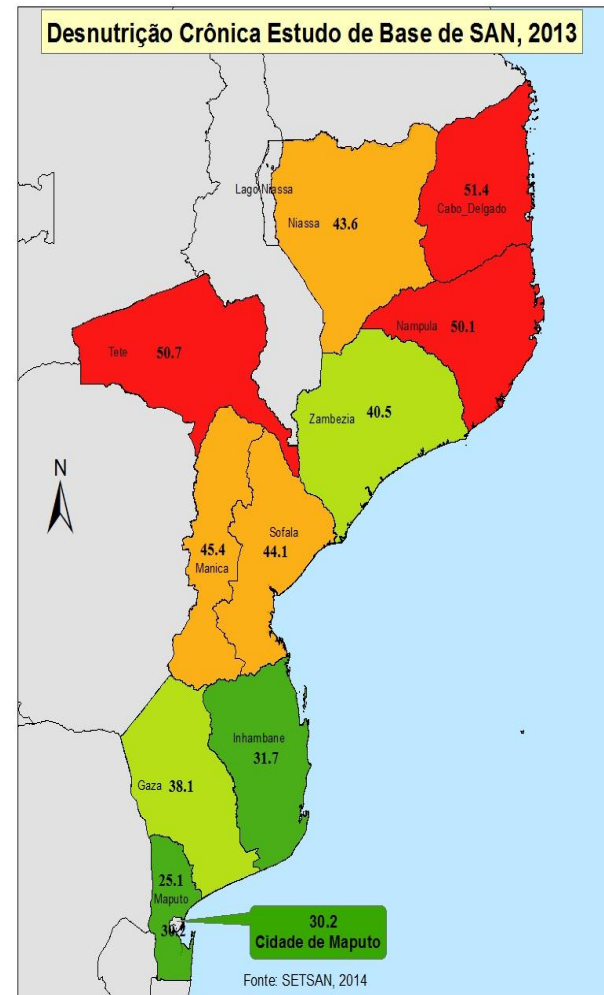 Desnutrição Crônica Estudo de Base de SAN, 2013
51.4
Cabo_Delgado
Lago Niassa
Niassa
43.6
Nampula 50.1
Tete
50.7
Zambezia 40.5
N
Sofala
44.1
45.4
Manica
Inhambane
31.7
Gaza 38.1
25.1
Maputo
30.2
30.2
Cidade de Maputo
Fonte: SETSAN, 2014